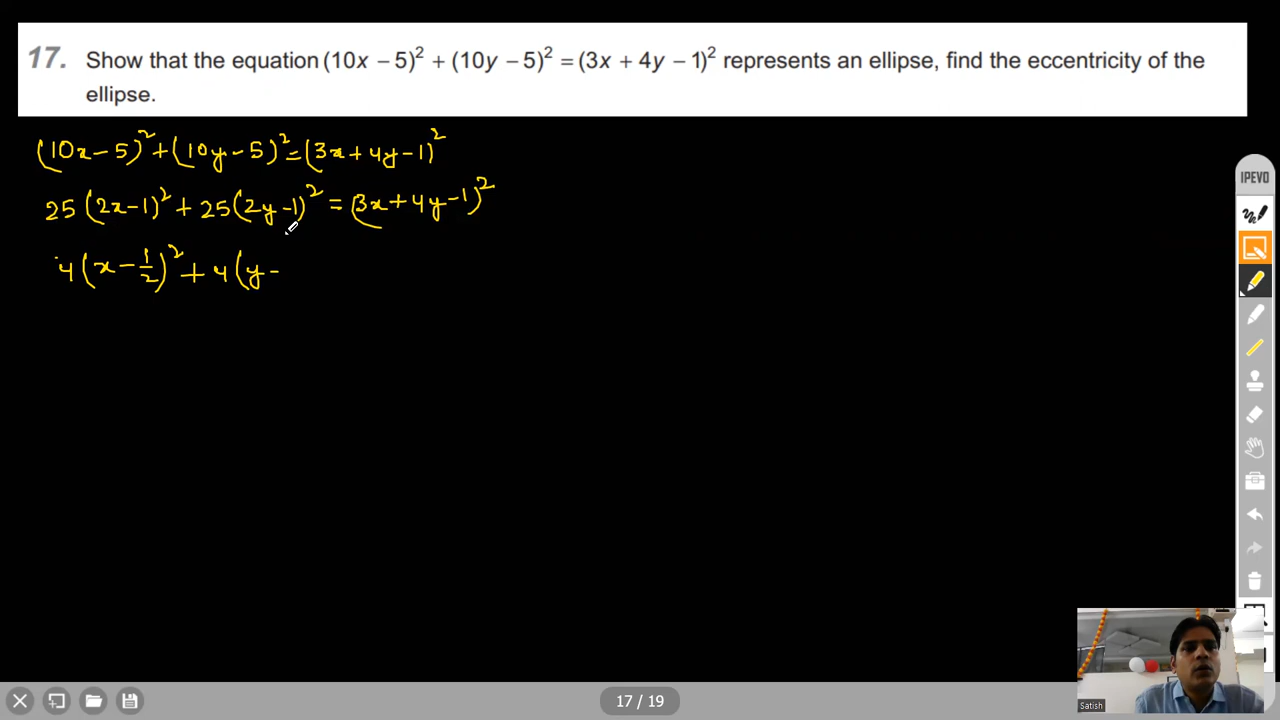 17. Show that the equation (10x − 5)² + (10y − 5)² = (3x + 4y − 1)² represents an ellipse, find the eccentricity of the
ellipse.
(10x − 5)² + (10y − 5)² = (3x + 4y − 1)²
25(2x − 1)² + 25(2y − 1)² = (3x + 4y − 1)²
4(x − 1/2)² + 4(y −
IPEVO
Satish
17 / 19